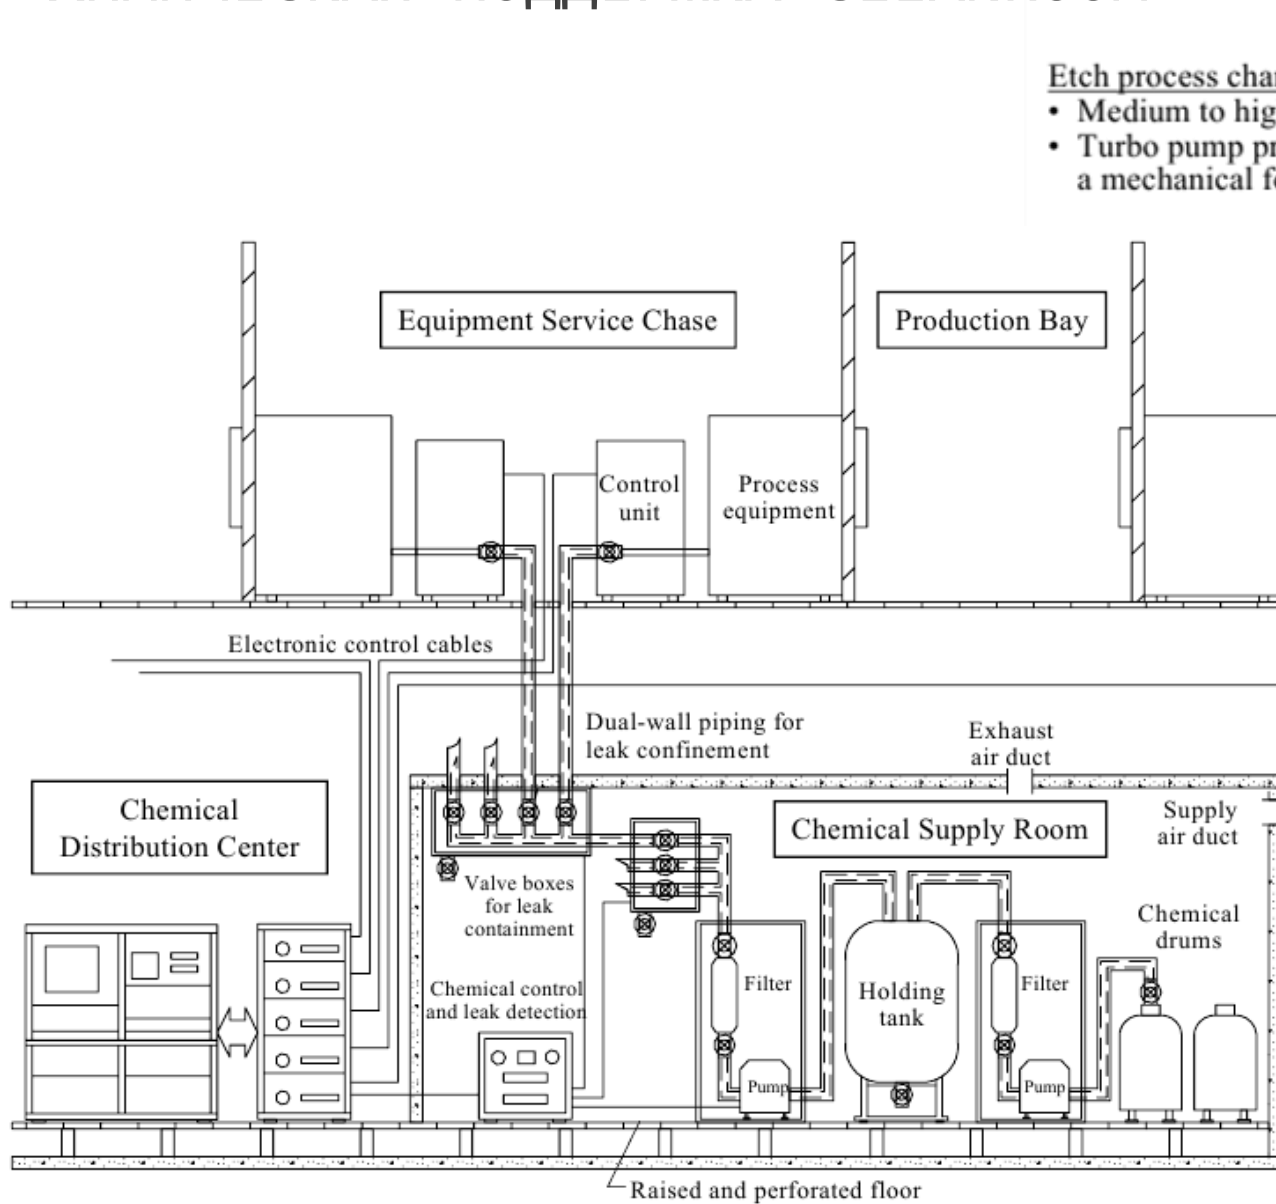 Etch process
• Medium to
• Turbo pump
a mechanical
Equipment Service Chase
Production Bay
Control
unit
Process
equipment
Electronic control cables
Dual-wall piping for
leak confinement
Exhaust
air duct
Chemical
Distribution Center
Chemical Supply Room
Supply
air duct
Valve boxes
for leak
containment
Chemical
drums
Filter
Holding
tank
Filter
Chemical control
and leak detection
Pump
Pump
Raised and perforated floor